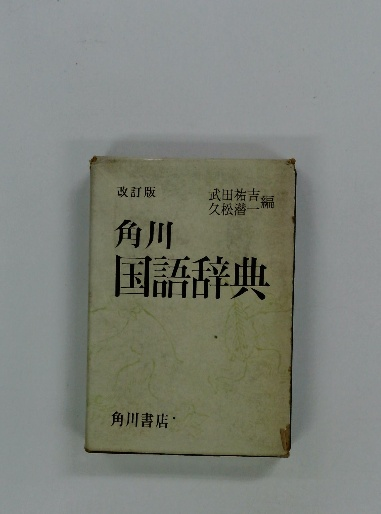 改訂版
武田祐吉
久松潜一
編
角川
国語辞典
角川書店